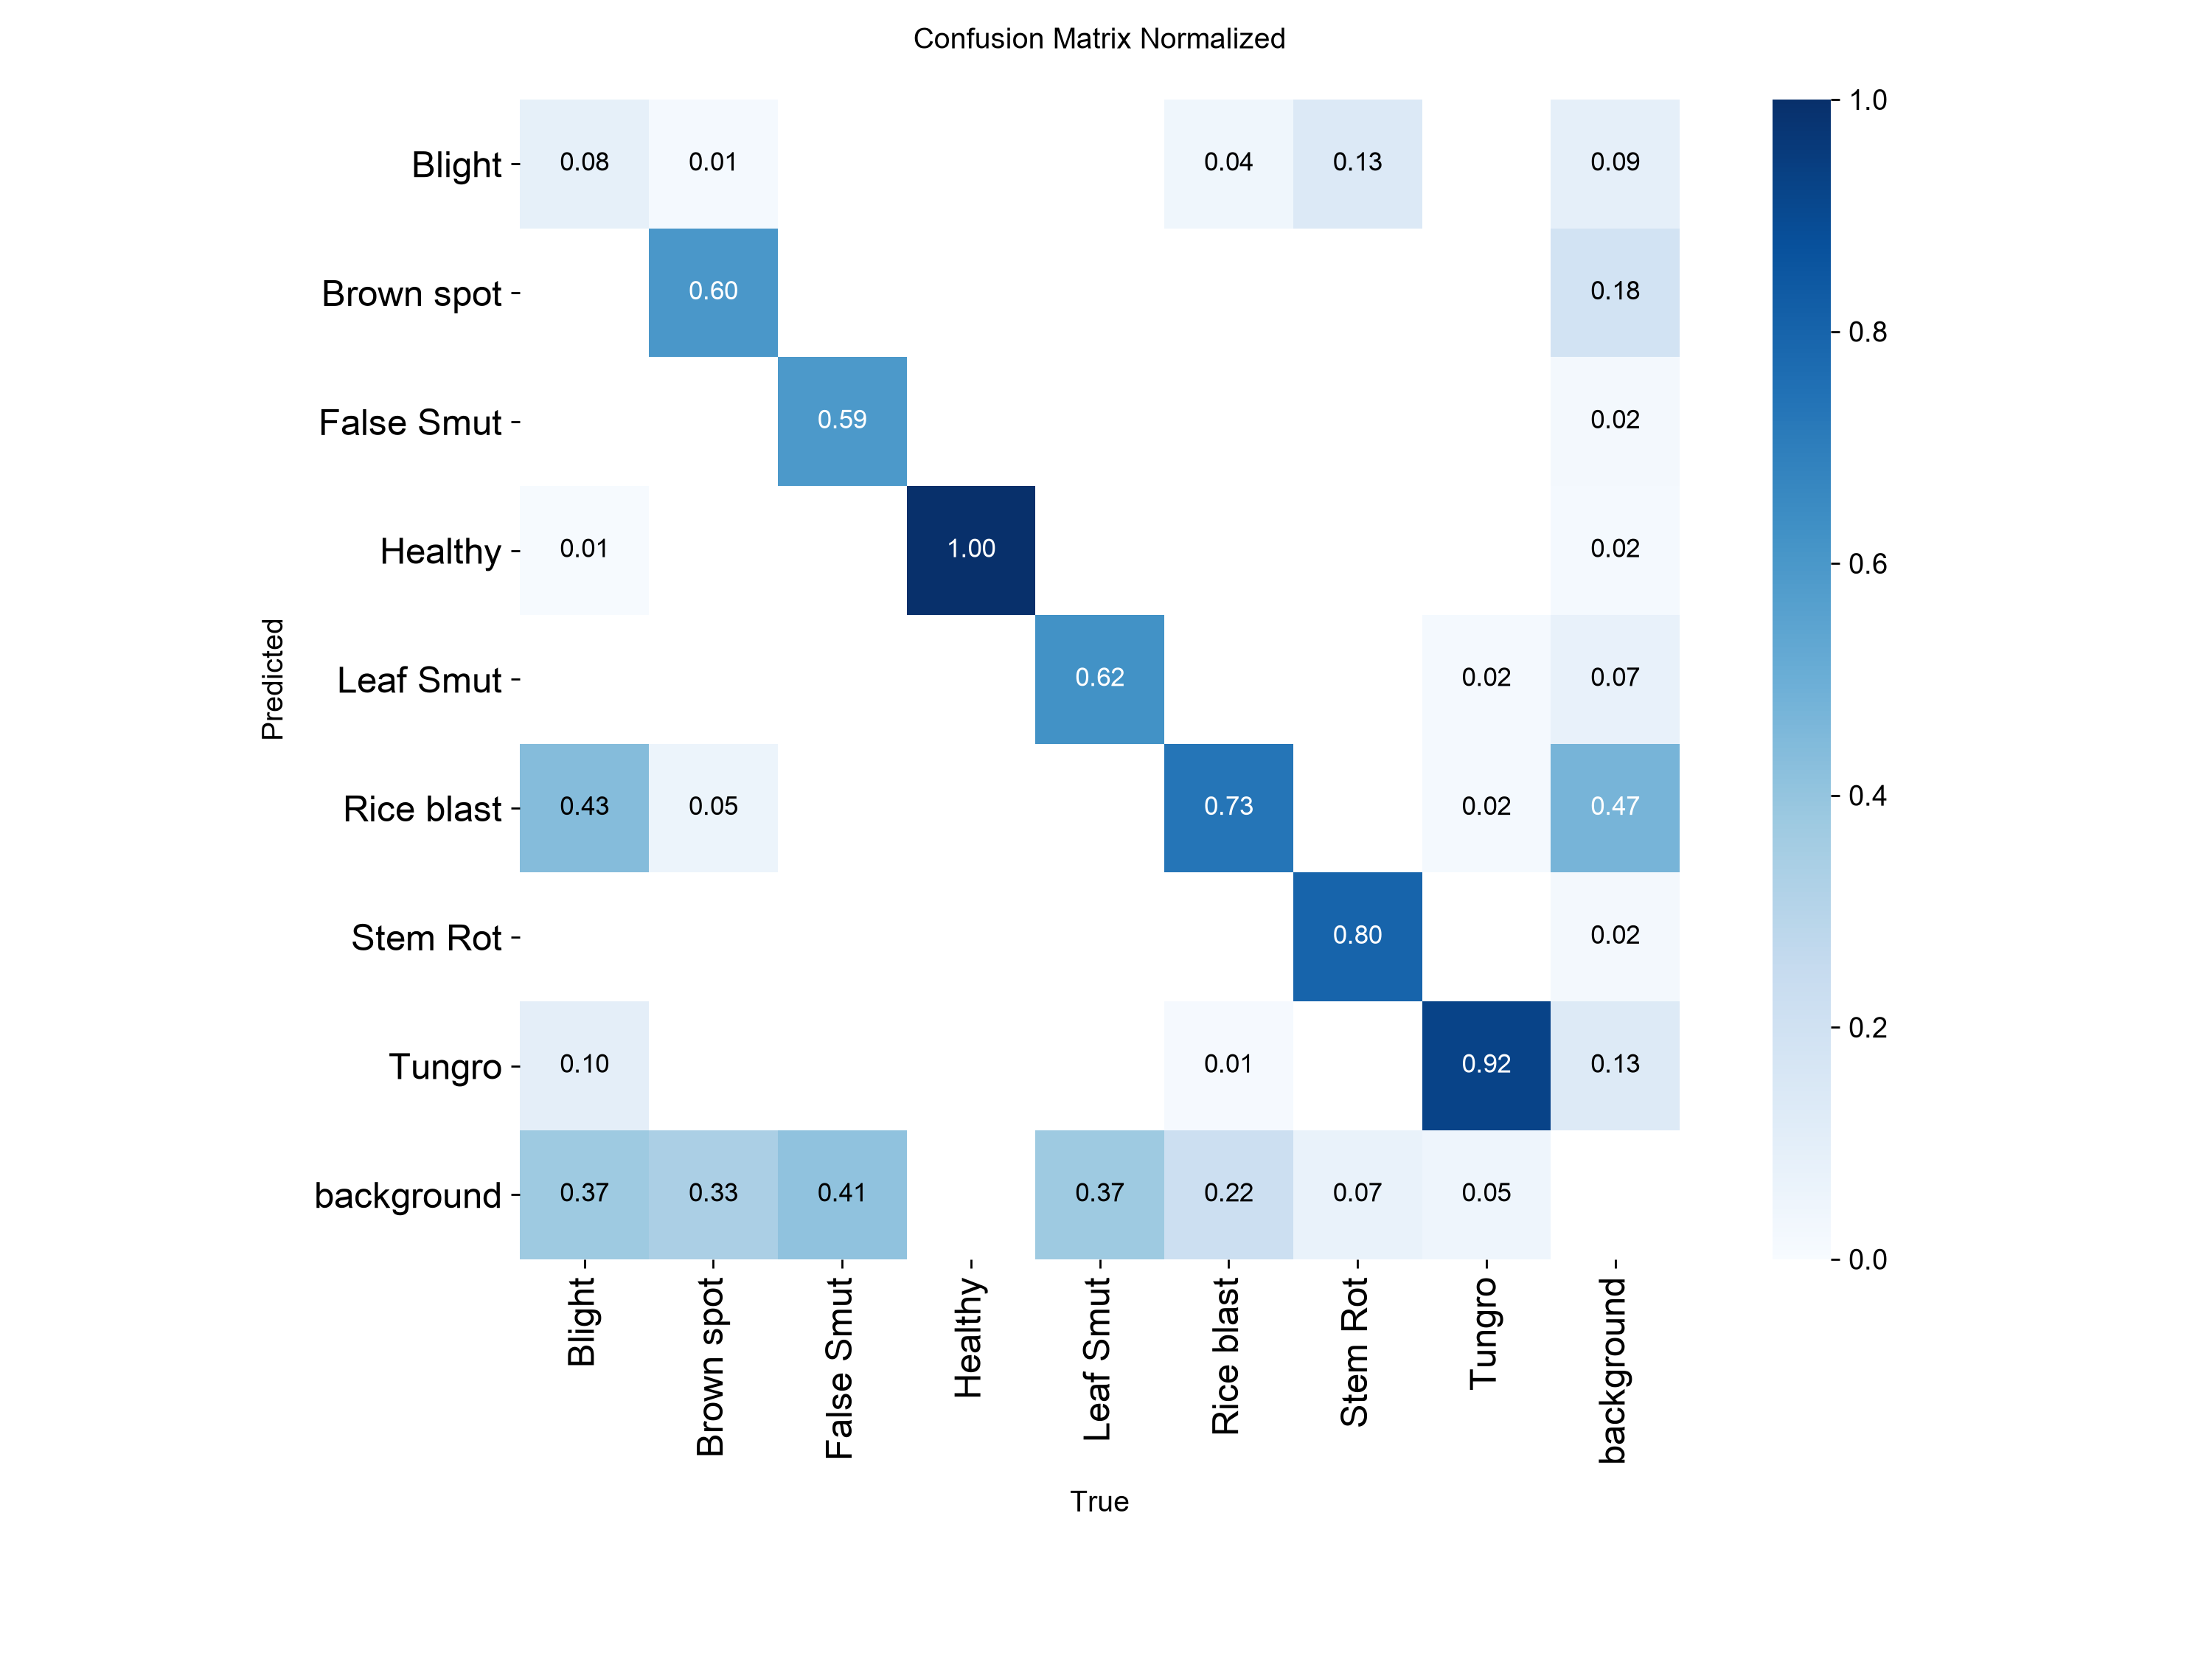 Confusion Matrix Normalized
Blight 0.08 0.01 0.04 0.13 0.09
Brown spot 0.60 0.18
False Smut 0.59 0.02
Healthy 0.01 1.00 0.02
Leaf Smut 0.62 0.02 0.07
Rice blast 0.43 0.05 0.73 0.02 0.47
Stem Rot 0.80 0.02
Tungro 0.10 0.01 0.92 0.13
background 0.37 0.33 0.41 0.37 0.22 0.07 0.05
Predicted
Blight
Brown spot
False Smut
Healthy
Leaf Smut
Rice blast
Stem Rot
Tungro
background
True
1.0
0.8
0.6
0.4
0.2
0.0